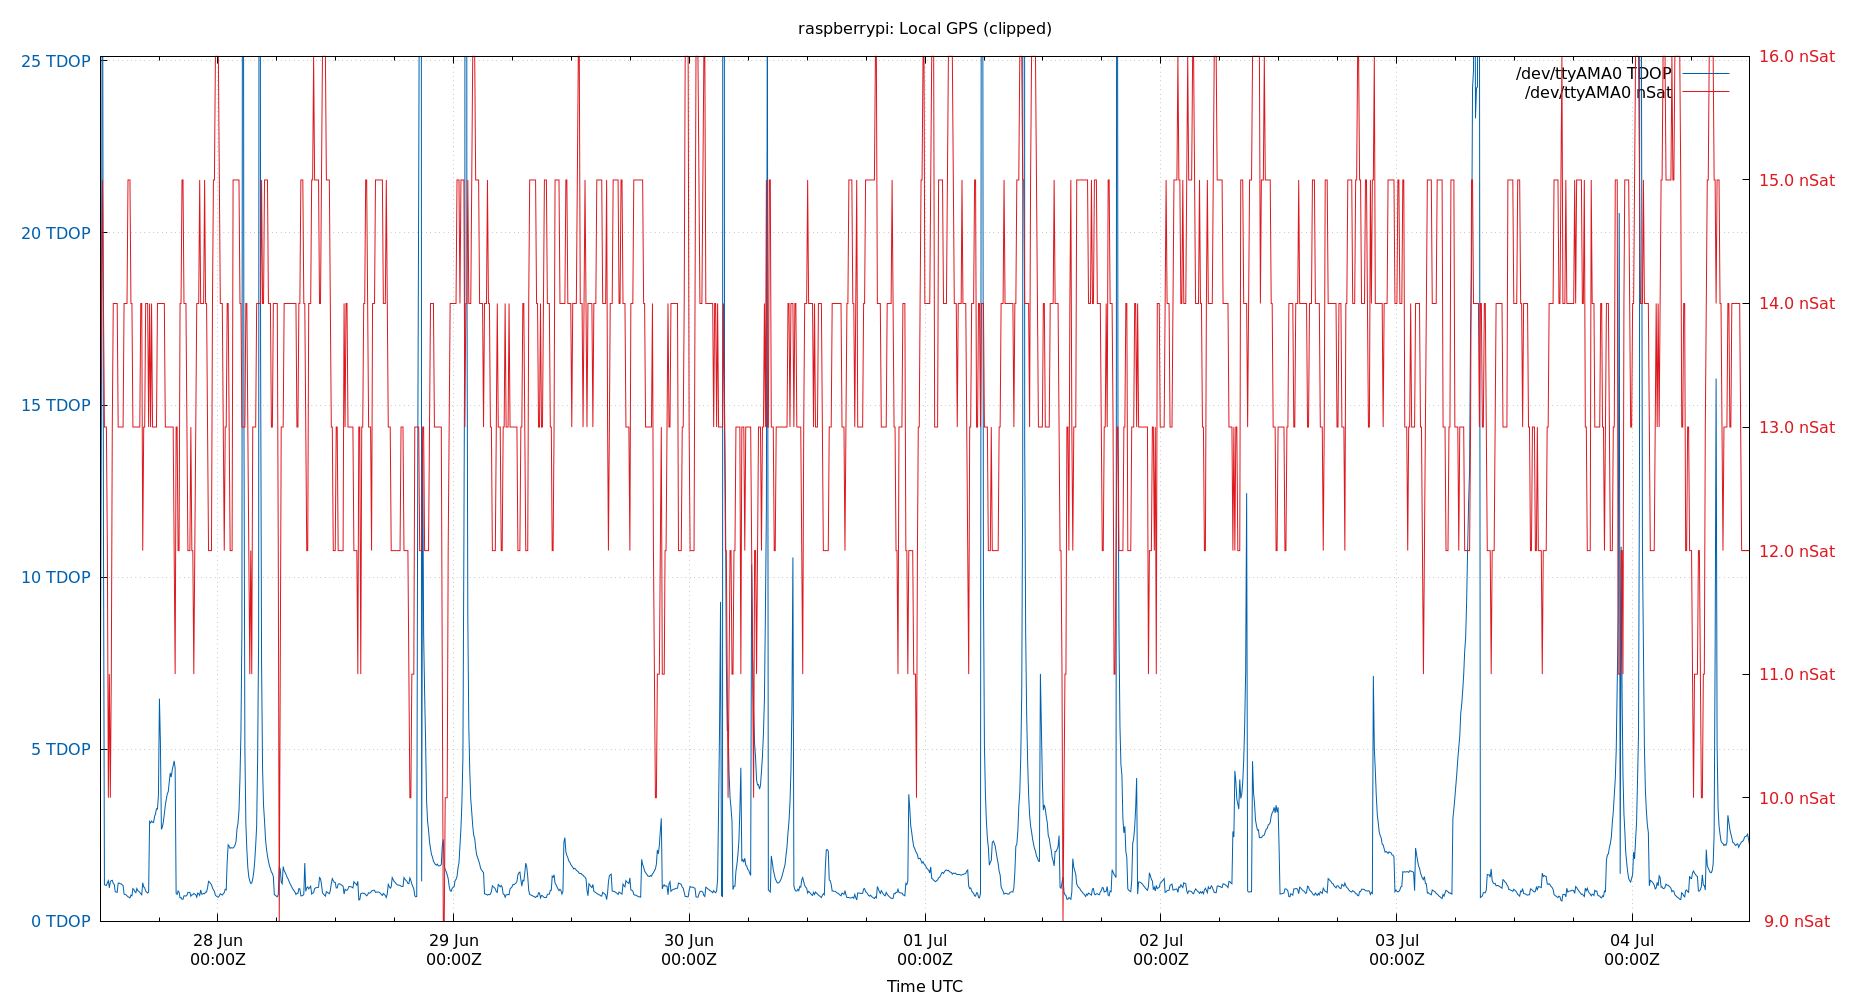 raspberrypi: Local GPS (clipped)
25 TDOP
20 TDOP
15 TDOP
10 TDOP
5 TDOP
0 TDOP
/dev/ttyAMA0 TDOP
/dev/ttyAMA0 nSat
16.0 nSat
15.0 nSat
14.0 nSat
13.0 nSat
12.0 nSat
11.0 nSat
10.0 nSat
9.0 nSat
28 Jun 29 Jun 30 Jun 01 Jul 02 Jul 03 Jul 04 Jul
00:00Z 00:00Z 00:00Z 00:00Z 00:00Z 00:00Z 00:00Z
Time UTC